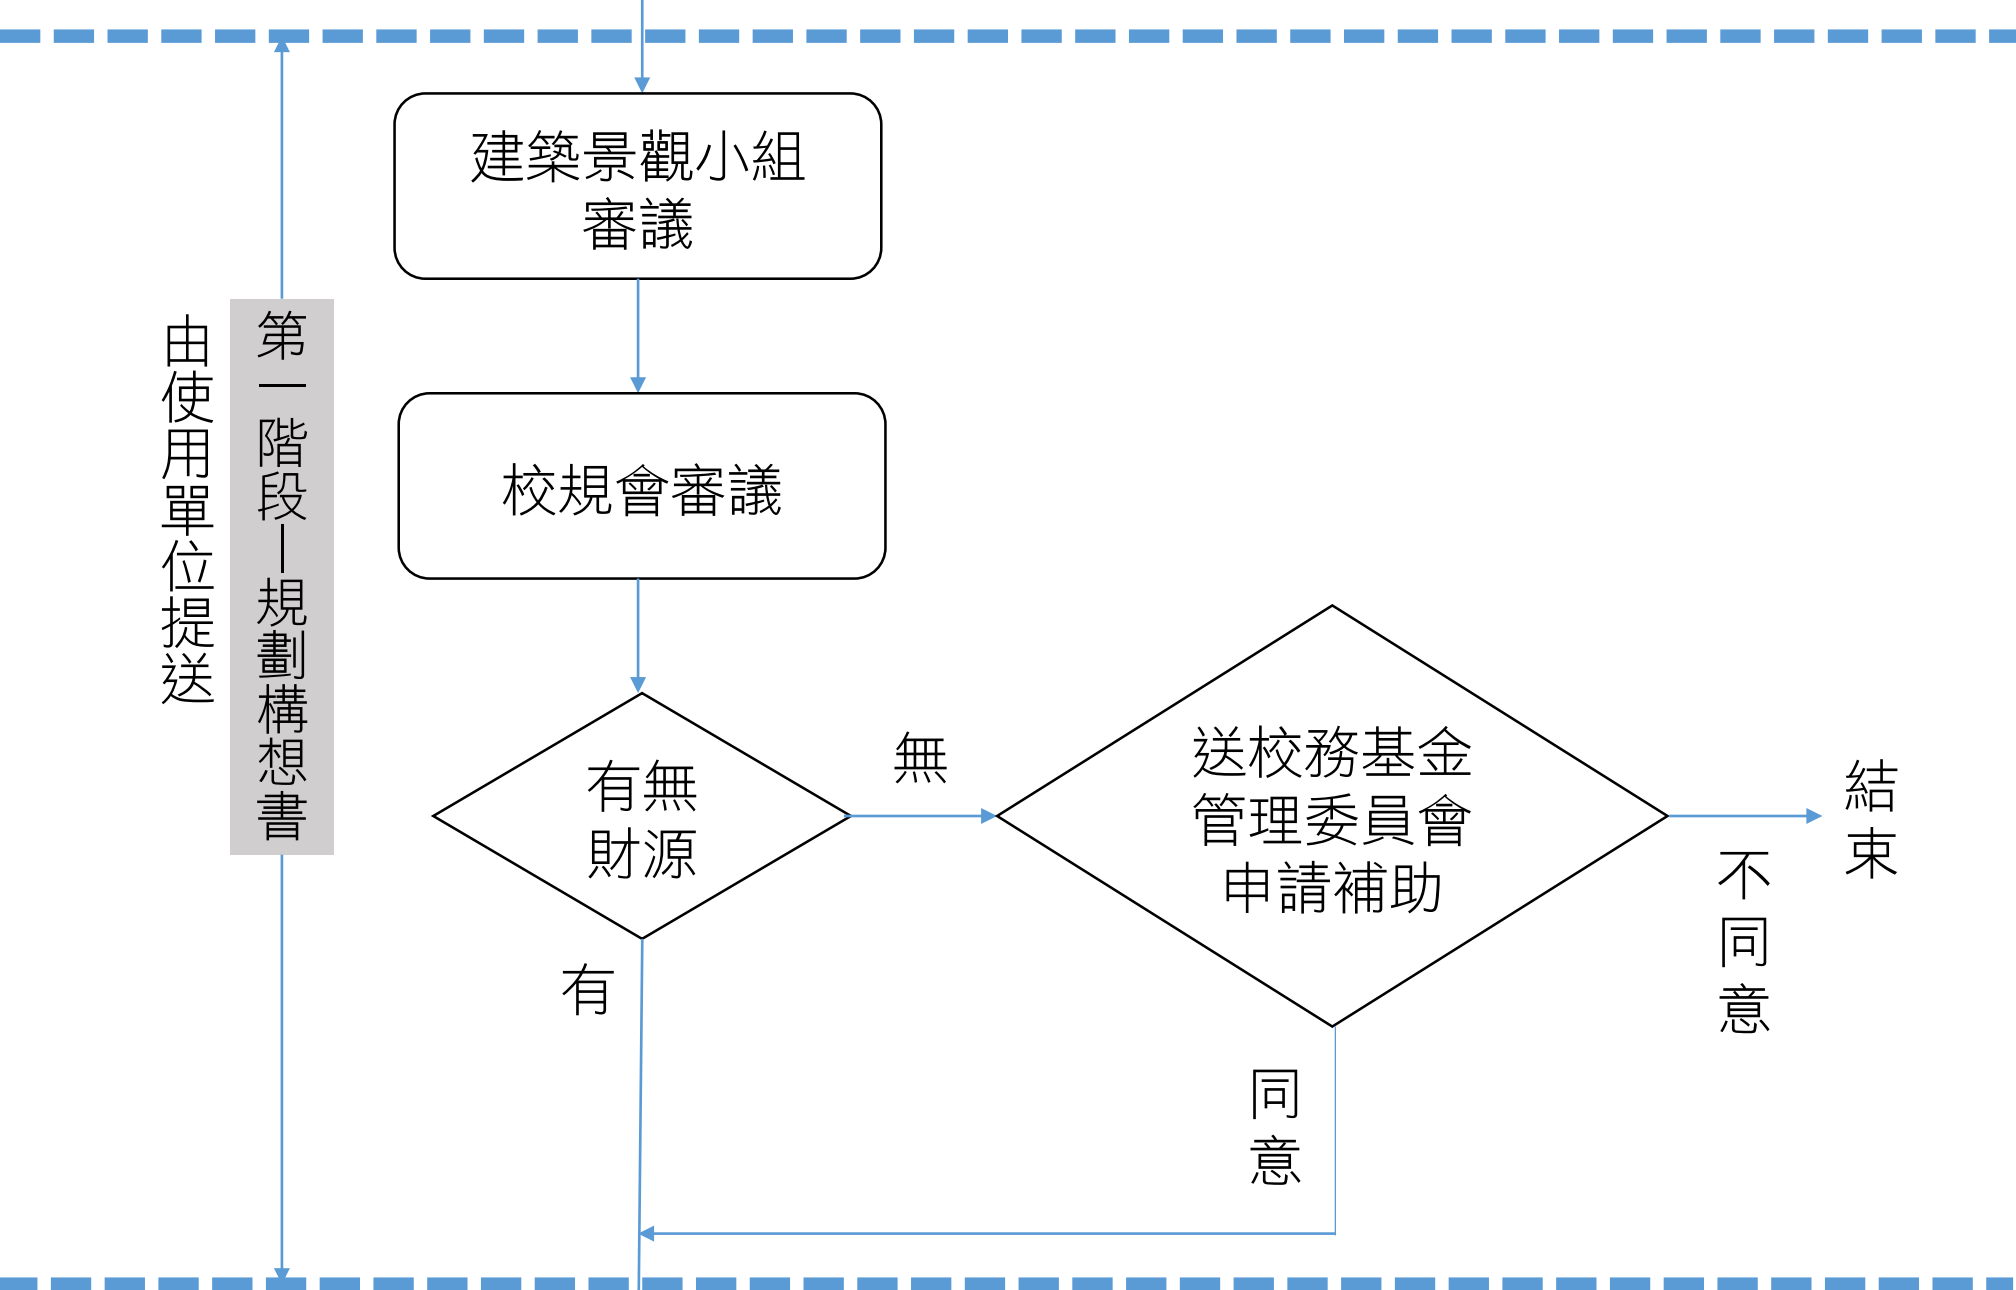 建築景觀小組
審議
由使用單位提送
第一階段—規劃構想書
校規會審議
有無
財源
無
送校務基金
管理委員會
申請補助
結束
不同意
有
同意